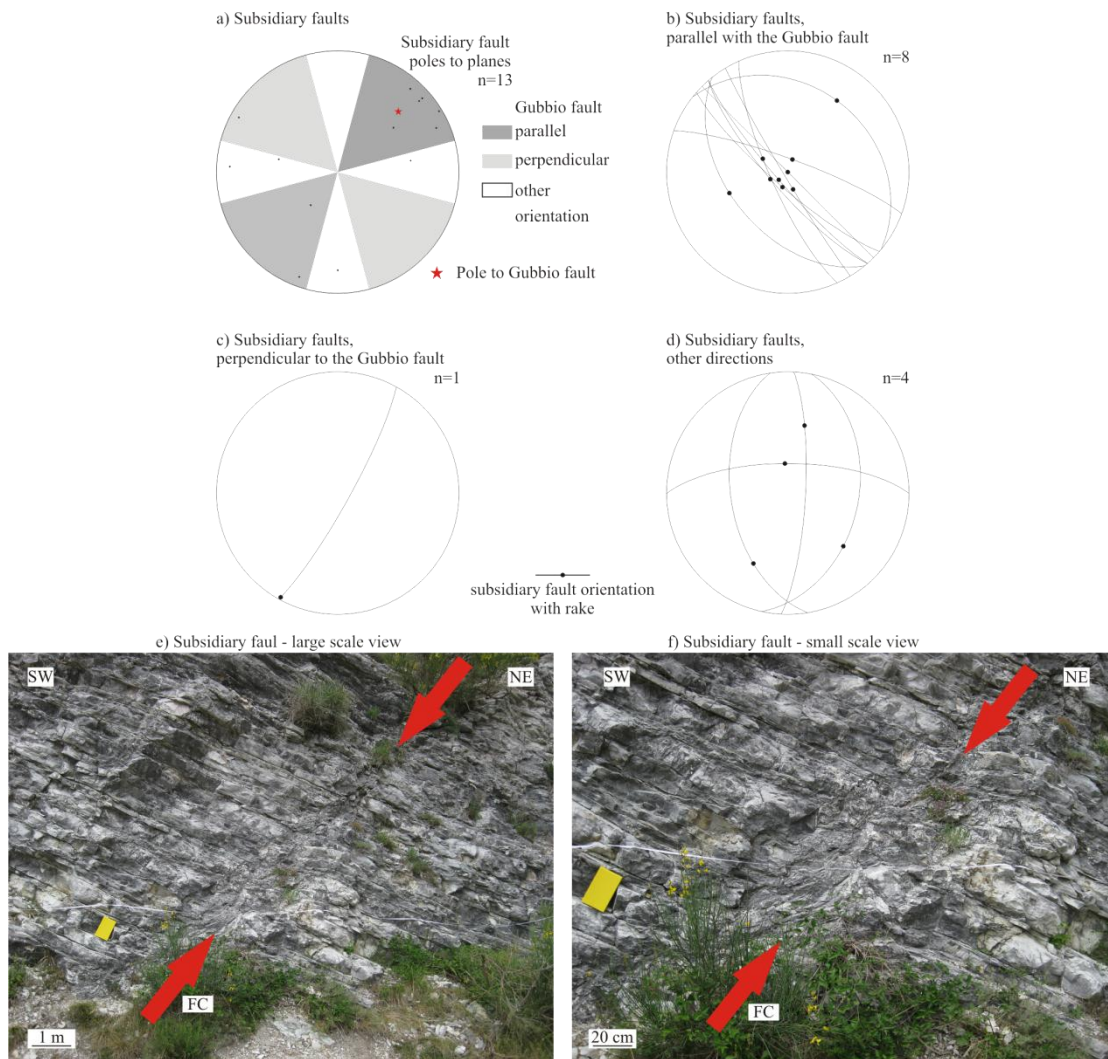 a) Subsidiary faults
Subsidiary fault
poles to planes
n=13
Gubbio fault
parallel
perpendicular
other
orientation
Pole to Gubbio fault
b) Subsidiary faults,
parallel with the Gubbio fault
n=8
c) Subsidiary faults,
perpendicular to the Gubbio fault
n=1
d) Subsidiary faults,
other directions
n=4
subsidiary fault orientation
with rake
e) Subsidiary faul - large scale view
SW
NE
FC
1 m
f) Subsidiary fault - small scale view
SW
NE
FC
20 cm